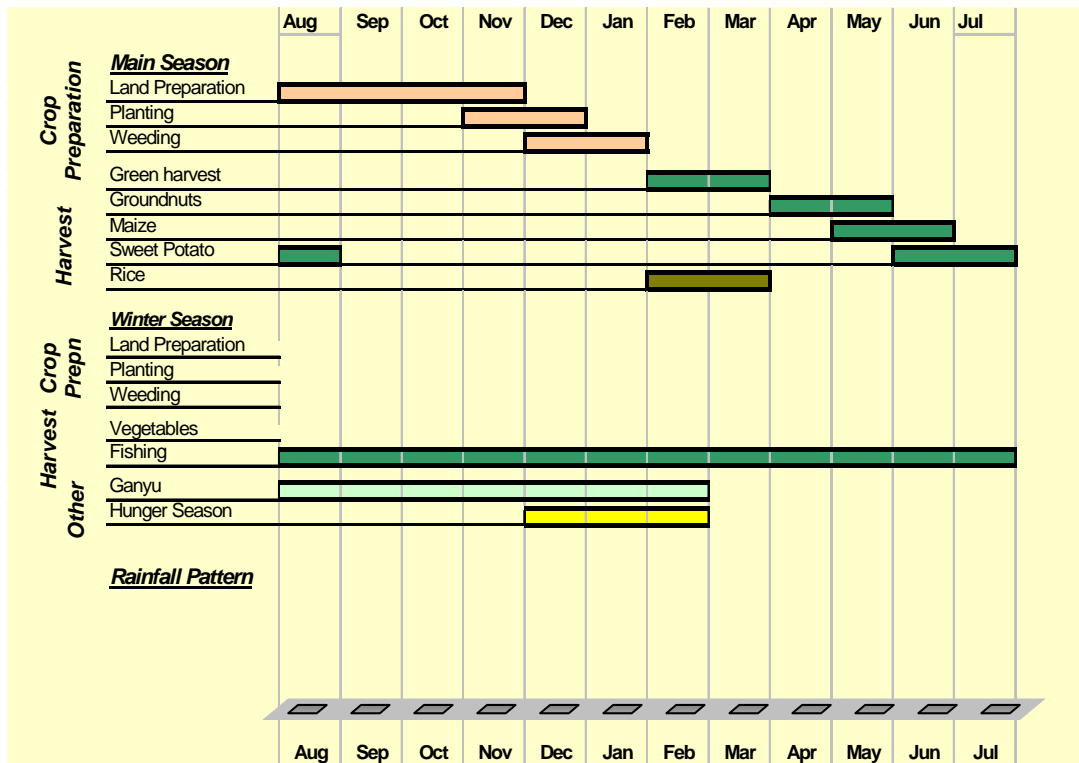 Aug Sep Oct Nov Dec Jan Feb Mar Apr May Jun Jul
Crop
Preparation
Main Season
Land Preparation
Planting
Weeding
Harvest
Green harvest
Groundnuts
Maize
Sweet Potato
Rice
Winter Season
Crop
Prepn
Land Preparation
Planting
Weeding
Harvest
Vegetables
Fishing
Other
Ganyu
Hunger Season
Rainfall Pattern
Aug Sep Oct Nov Dec Jan Feb Mar Apr May Jun Jul